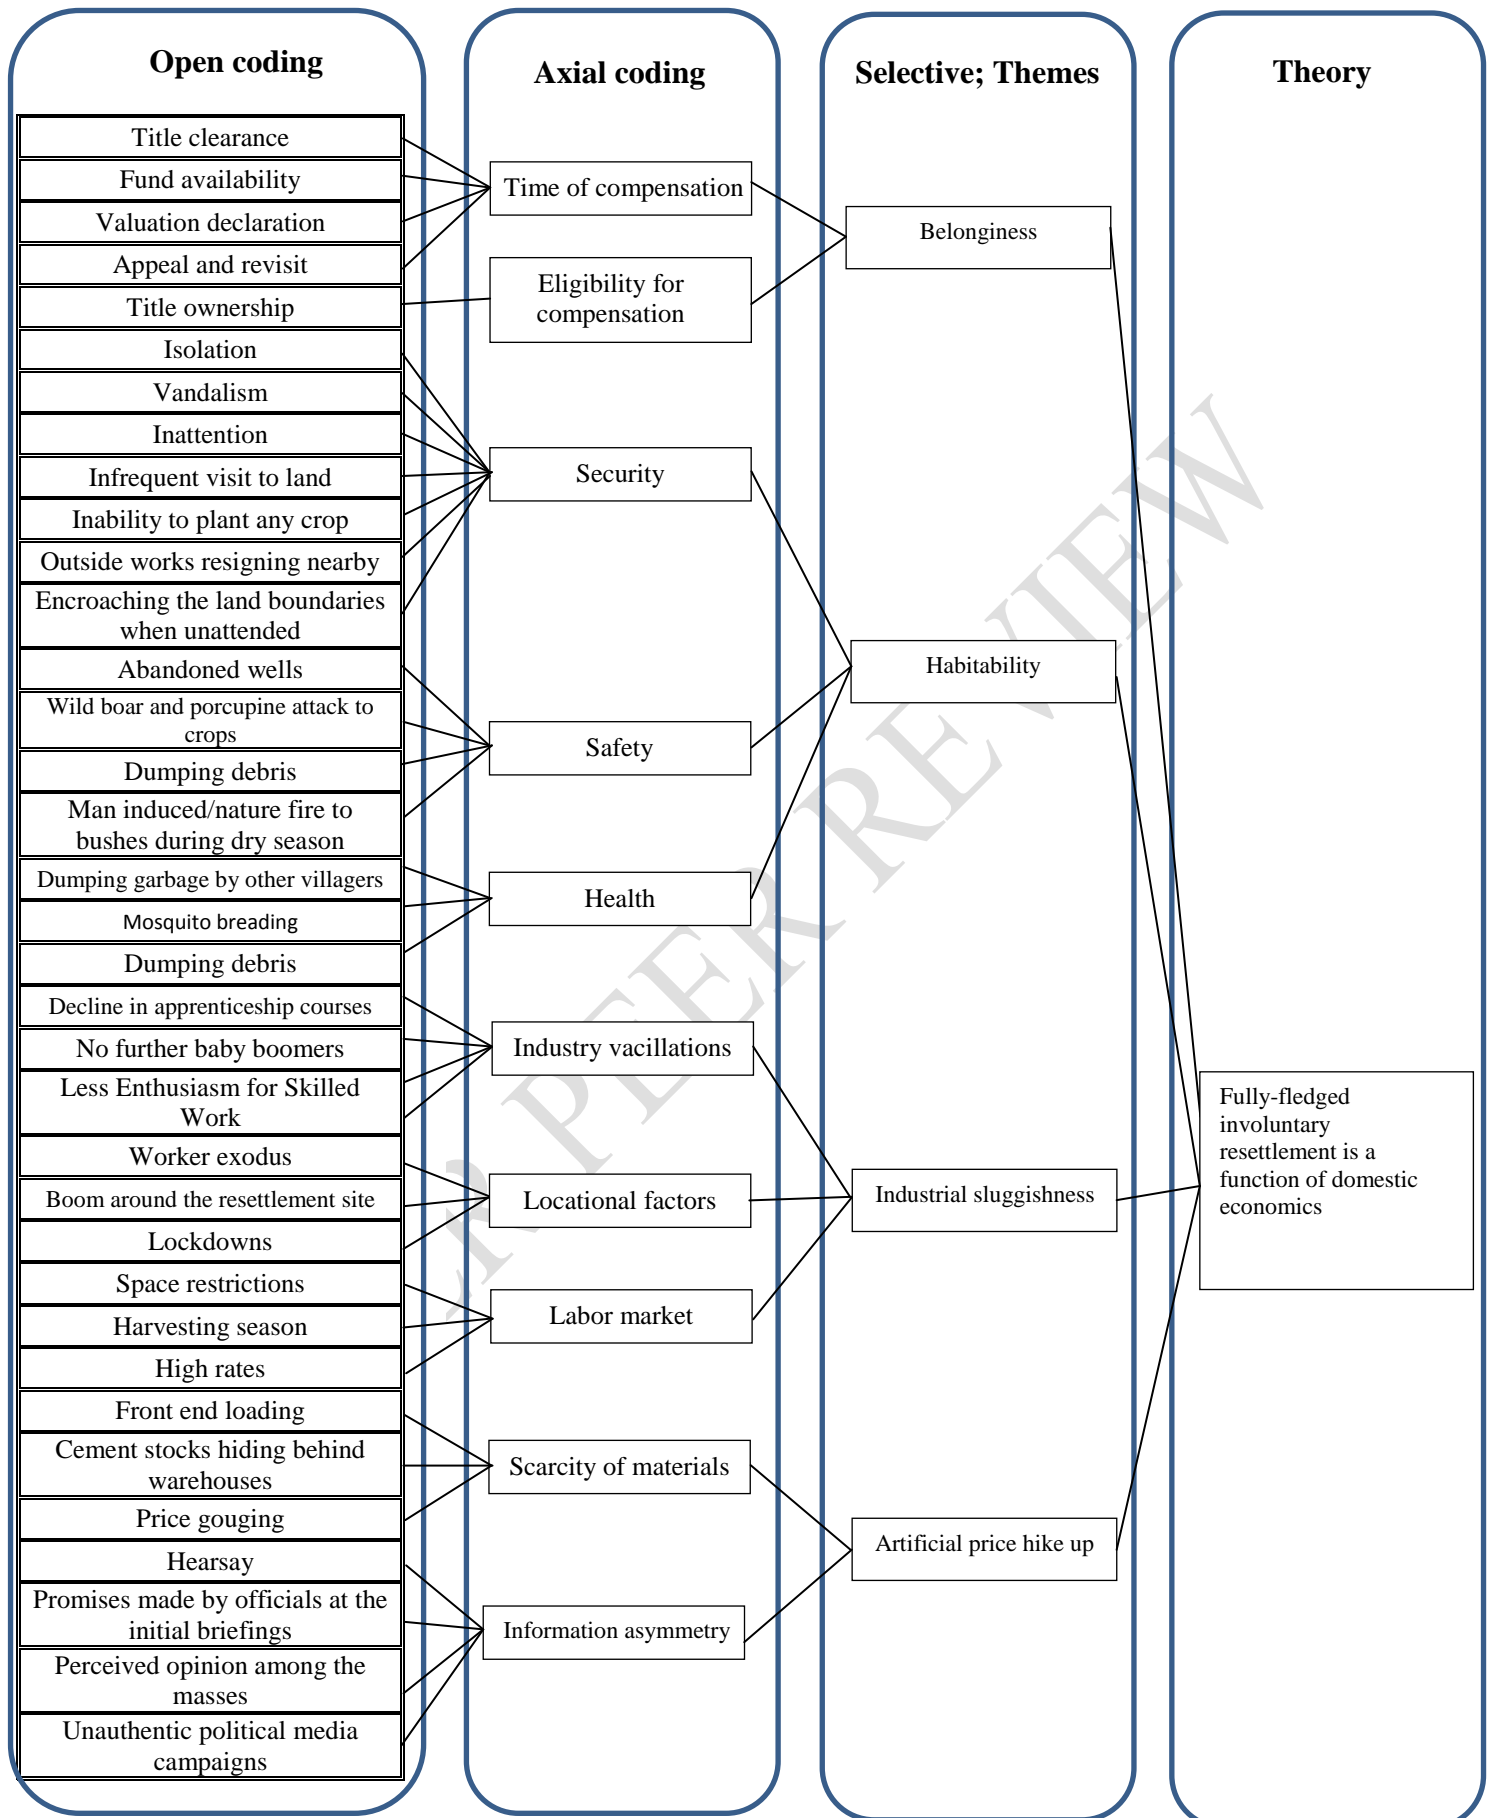 Open coding
Title clearance
Fund availability
Valuation declaration
Appeal and revisit
Title ownership
Isolation
Vandalism
Inattention
Infrequent visit to land
Inability to plant any crop
Outside works resigning nearby
Encroaching the land boundaries
when unattended
Abandoned wells
Wild boar and porcupine attack to
crops
Dumping debris
Man induced/nature fire to
bushes during dry season
Dumping garbage by other villagers
Mosquito breading
Dumping debris
Decline in apprenticeship courses
No further baby boomers
Less Enthusiasm for Skilled
Work
Worker exodus
Boom around the resettlement site
Lockdowns
Space restrictions
Harvesting season
High rates
Front end loading
Cement stocks hiding behind
warehouses
Price gouging
Hearsay
Promises made by officials at the
initial briefings
Perceived opinion among the
masses
Unauthentic political media
campaigns
Axial coding
Time of compensation
Eligibility for
compensation
Security
Safety
Health
Industry vacillations
Locational factors
Labor market
Scarcity of materials
Information asymmetry
Selective; Themes
Belonginess
Habitability
Industrial sluggishness
Artificial price hike up
Theory
Fully-fledged
involuntary
resettlement is a
function of domestic
economics
PEER REVIEW